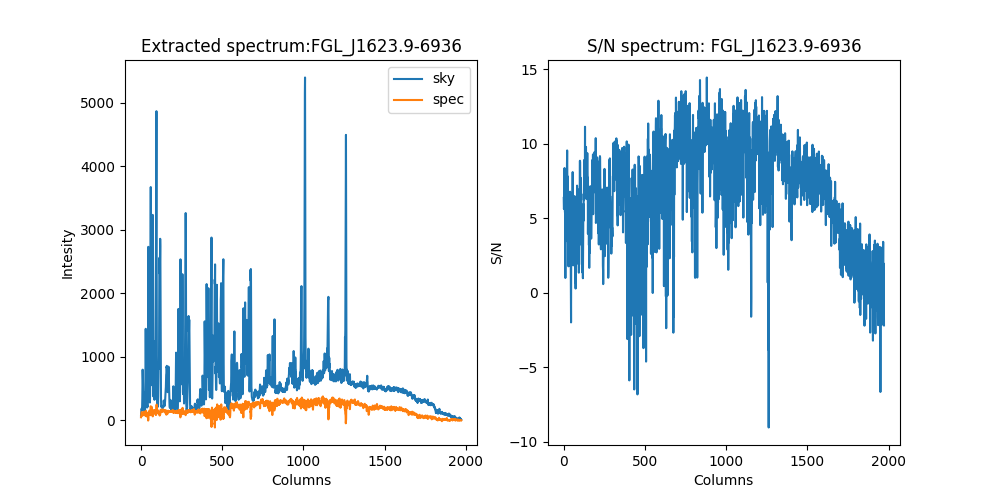 Extracted spectrum:FGL_J1623.9-6936
sky
spec
5000
4000
3000
2000
1000
0
Intesity
0
500
1000
1500
2000
Columns
S/N spectrum: FGL_J1623.9-6936
15
10
5
0
−5
−10
S/N
0
500
1000
1500
2000
Columns